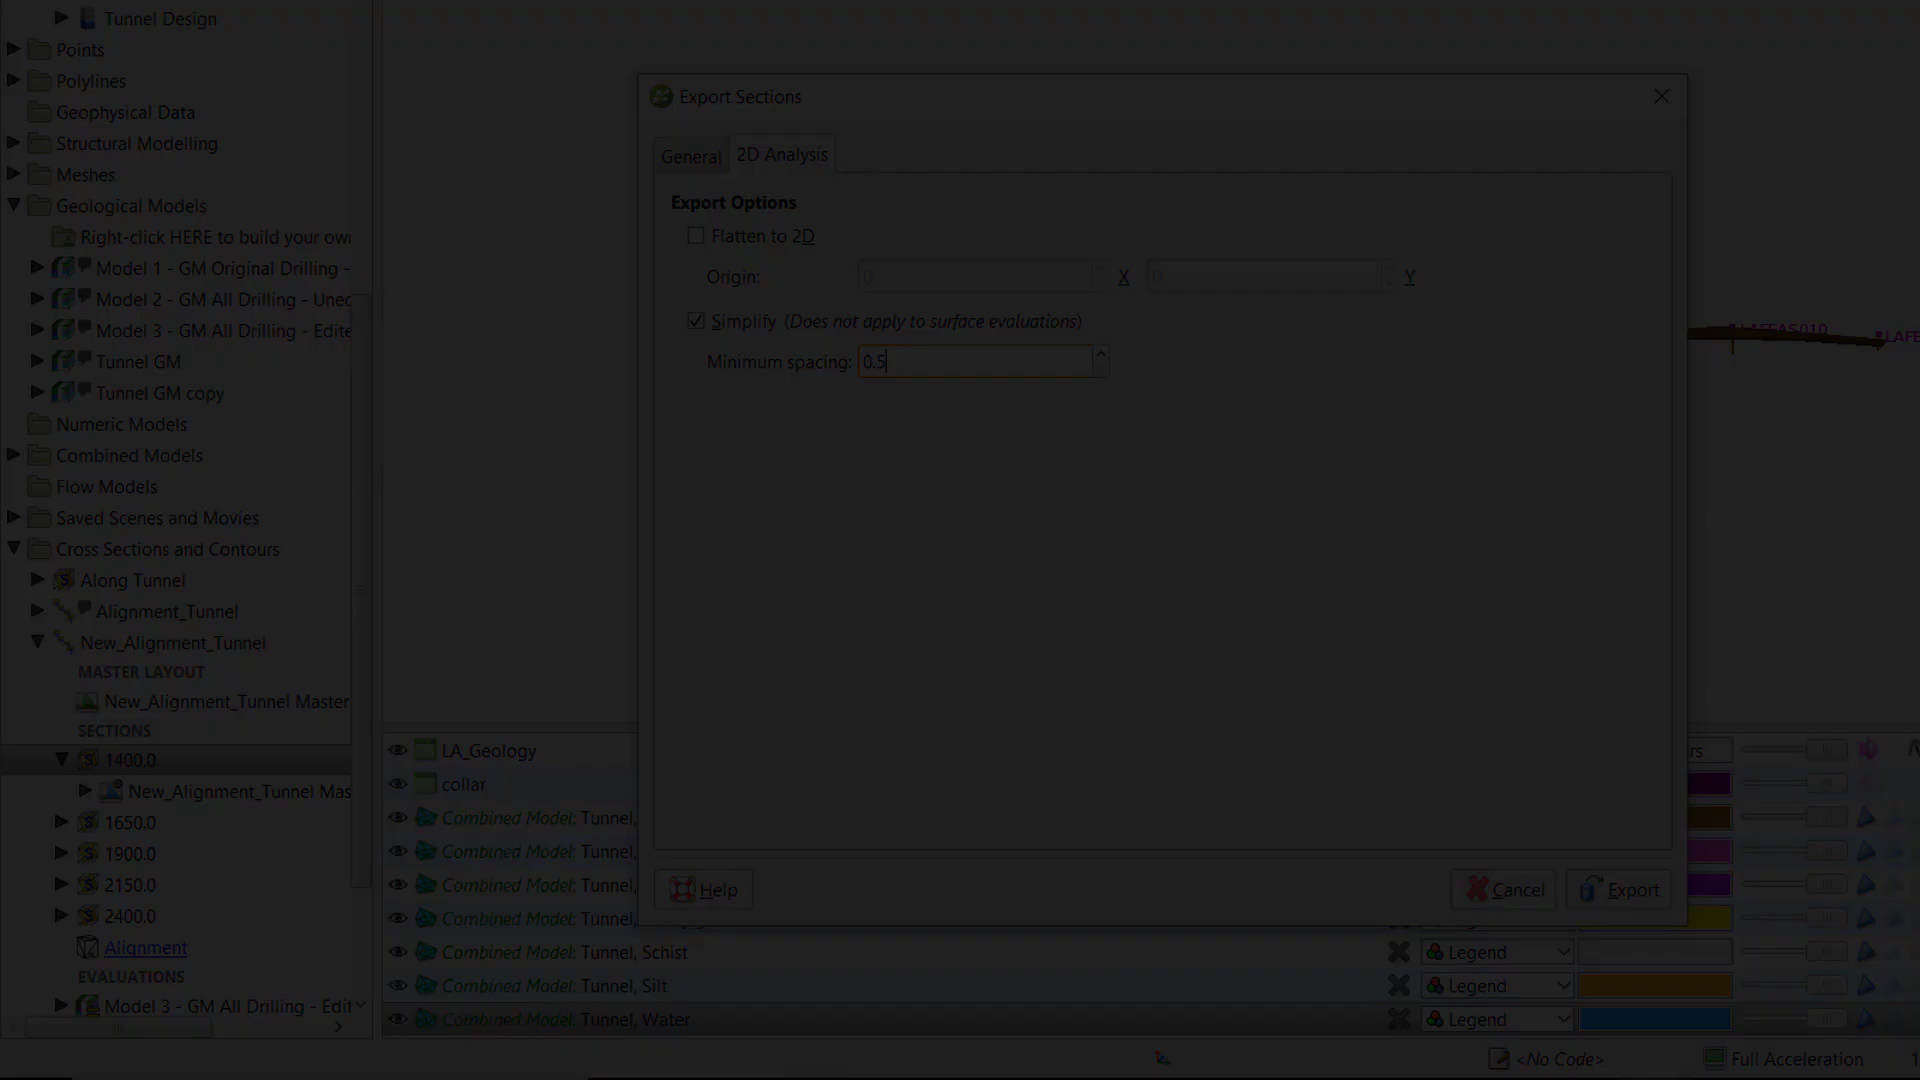 Tunnel Design
Points
Polylines
Geophysical Data
Structural Modelling
Meshes
Geological Models
Right-click HERE to build your own
Model 1 - GM Original Drilling -
Model 2 - GM All Drilling - Uned
Model 3 - GM All Drilling - Edite
Tunnel GM
Tunnel GM copy
Numeric Models
Combined Models
Flow Models
Saved Scenes and Movies
Cross Sections and Contours
Along Tunnel
Alignment_Tunnel
New_Alignment_Tunnel
MASTER LAYOUT
New_Alignment_Tunnel Master
SECTIONS
1400.0
New_Alignment_Tunnel Mas
1650.0
1900.0
2150.0
2400.0
Alignment
EVALUATIONS
Model 3 - GM All Drilling - Edit
Export Sections
General
2D Analysis
Export Options
Flatten to 2D
Origin:
0
X
0
Y
Simplify (Does not apply to surface evaluations)
Minimum spacing: 0.5
Help
Cancel
Export
LAFEAS010
LAFE
LA_Geology
rs
collar
Combined Model: Tunnel,
Combined Model: Tunnel,
Combined Model: Tunnel,
Combined Model: Tunnel,
Combined Model: Tunnel, Schist
Legend
Combined Model: Tunnel, Silt
Legend
Combined Model: Tunnel, Water
Legend
<No Code>
Full Acceleration